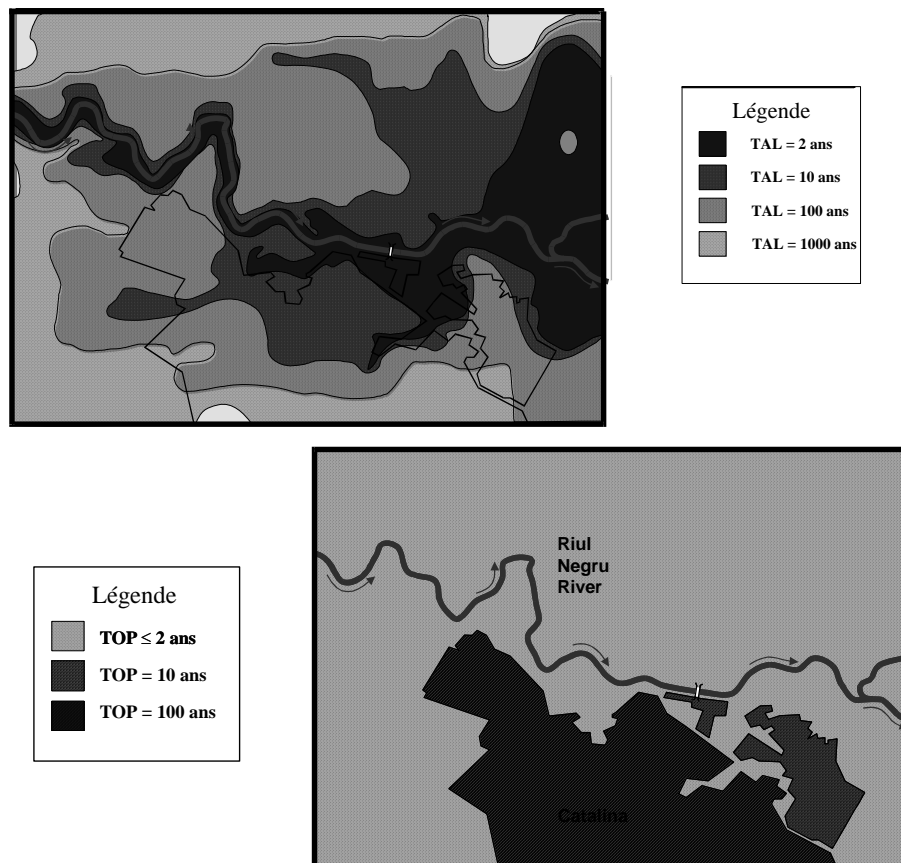 Légende
TAL = 2 ans
TAL = 10 ans
TAL = 100 ans
TAL = 1000 ans
Riul
Negru
River
Légende
TOP ≤ 2 ans
TOP = 10 ans
TOP = 100 ans
Catalina